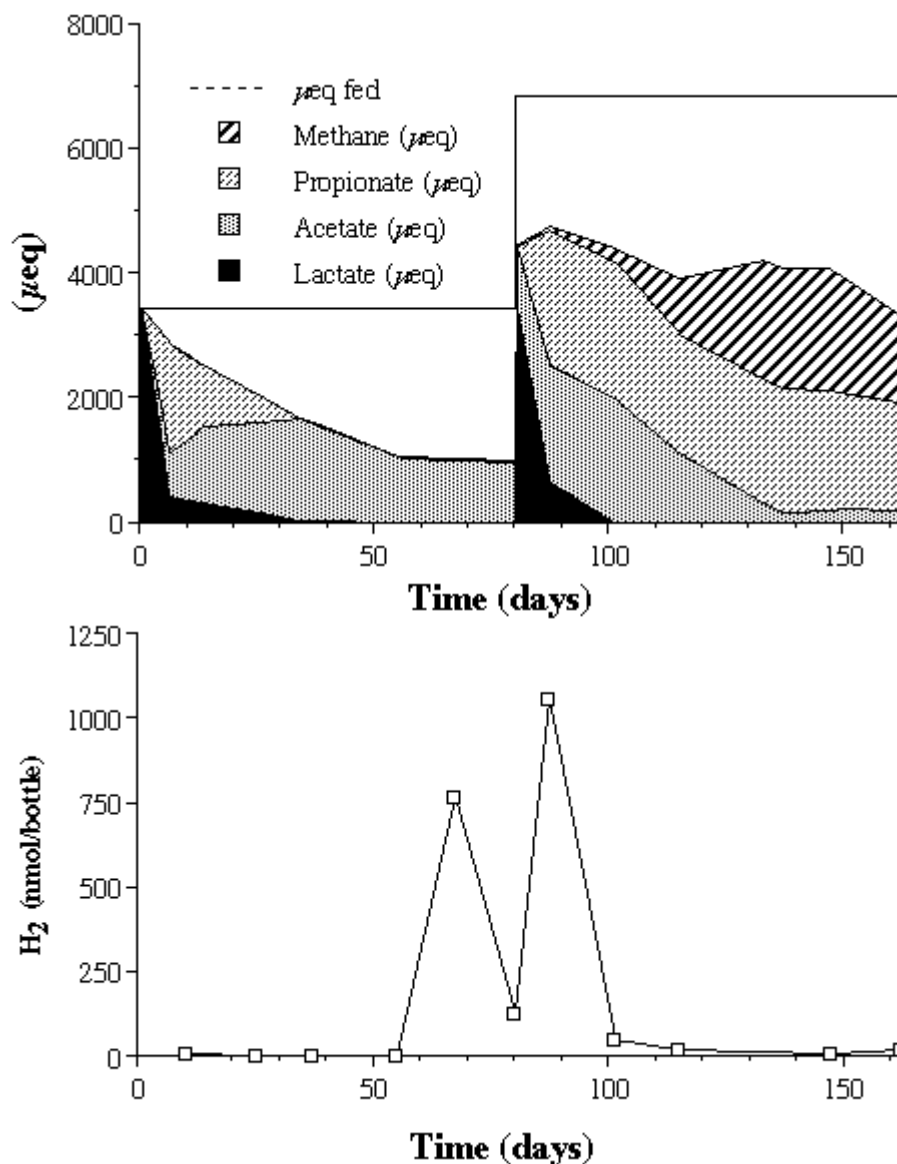 8000
6000
4000
2000
0
(µeq)
µeq fed
Methane (µeq)
Propionate (µeq)
Acetate (µeq)
Lactate (µeq)
0 50 100 150
Time (days)
1250
1000
750
500
250
0
H2 (nmol/bottle)
0 50 100 150
Time (days)